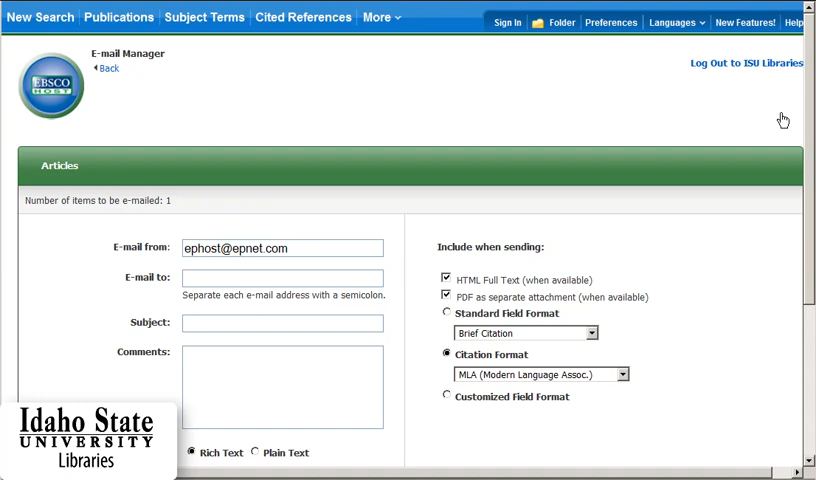 New Search Publications Subject Terms Cited References More
Sign In Folder Preferences Languages New Features! Help
E-mail Manager
Back
Log Out to ISU Libraries
EBSCO
HOST
Articles
Number of items to be e-mailed: 1
E-mail from: ephost@epnet.com
E-mail to:
Separate each e-mail address with a semicolon.
Subject:
Comments:
Rich Text Plain Text
Include when sending:
HTML Full Text (when available)
PDF as separate attachment (when available)
Standard Field Format
Brief Citation
Citation Format
MLA (Modern Language Assoc.)
Customized Field Format
Idaho State
UNIVERSITY
Libraries